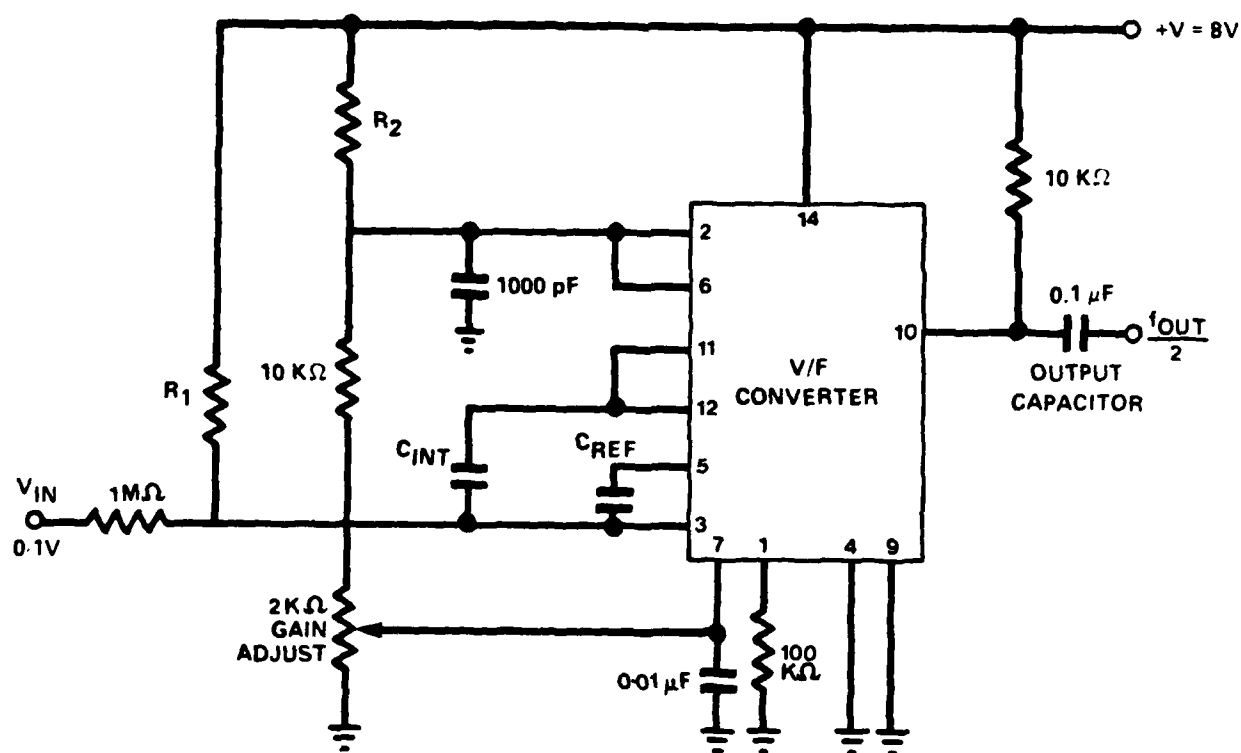 +V = 8V
R2
10 KΩ
14
2
1000 pF
6
0.1 μF
10
fOUT
2
11
10 KΩ
V/F
CONVERTER
OUTPUT
CAPACITOR
R1
12
CINT
CREF
5
VIN
1MΩ
3
0.1V
7
1
4
9
2KΩ
GAIN
ADJUST
100
KΩ
0.01 μF